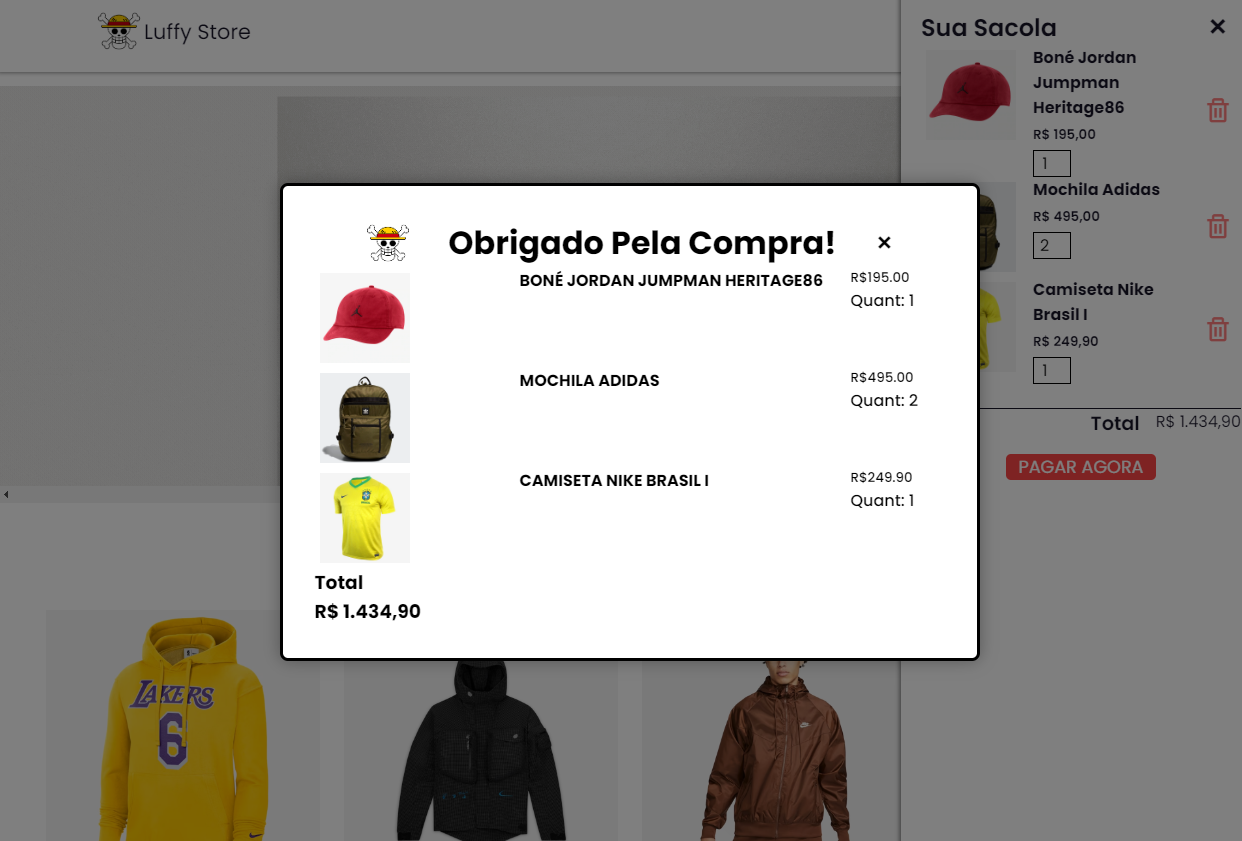 Luffy Store
Sua Sacola
Boné Jordan
Jumpman
Heritage86
R$ 195,00
1
Mochila Adidas
R$ 495,00
2
Camiseta Nike
Brasil I
R$ 249,90
1
Total R$ 1.434,90
PAGAR AGORA
Obrigado Pela Compra!
BONÉ JORDAN JUMPMAN HERITAGE86 R$195.00
Quant: 1
MOCHILA ADIDAS R$495.00
Quant: 2
CAMISETA NIKE BRASIL I R$249.90
Quant: 1
Total
R$ 1.434,90
LAKERS
6